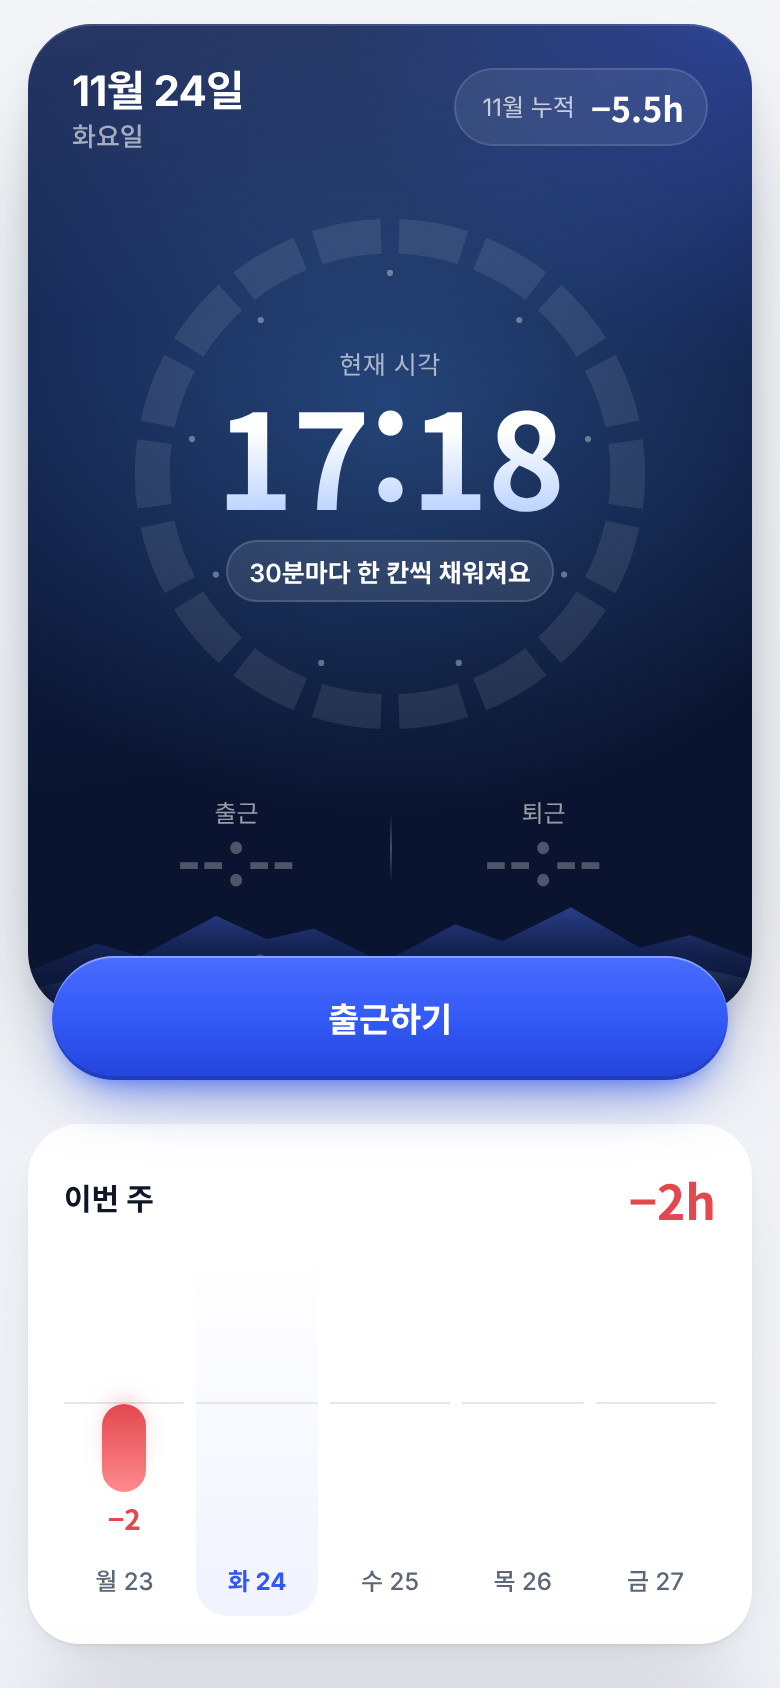 11월 24일
화요일
11월 누적 −5.5h
현재 시각
17:18
30분마다 한 칸씩 채워져요
출근
--:--
퇴근
--:--
출근하기
이번 주
−2h
−2
월 23
화 24
수 25
목 26
금 27